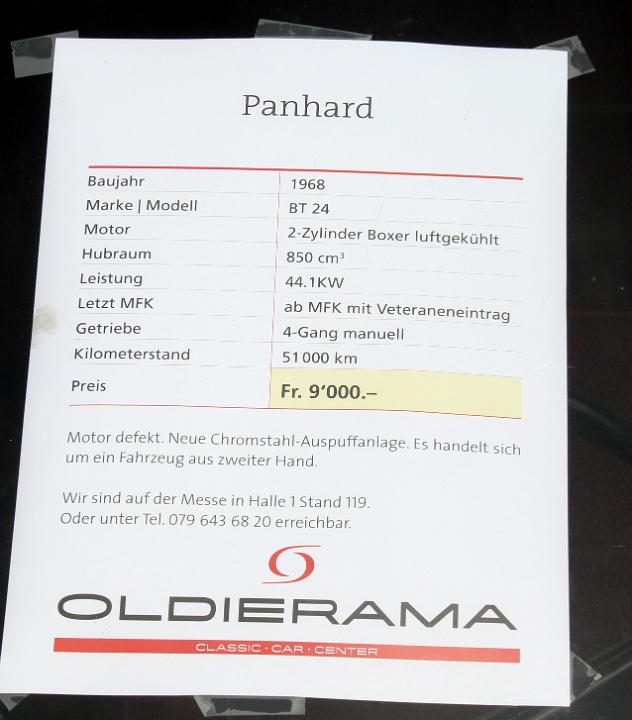 Panhard
Baujahr 1968
Marke | Modell BT 24
Motor 2-Zylinder Boxer luftgekühlt
Hubraum 850 cm³
Leistung 44.1KW
Letzt MFK ab MFK mit Veteraneneintrag
Getriebe 4-Gang manuell
Kilometerstand 51000 km
Preis Fr. 9'000.–
Motor defekt. Neue Chromstahl-Auspuffanlage. Es handelt sich
um ein Fahrzeug aus zweiter Hand.
Wir sind auf der Messe in Halle 1 Stand 119.
Oder unter Tel. 079 643 68 20 erreichbar.
OLDIERAMA
CLASSIC · CAR · CENTER